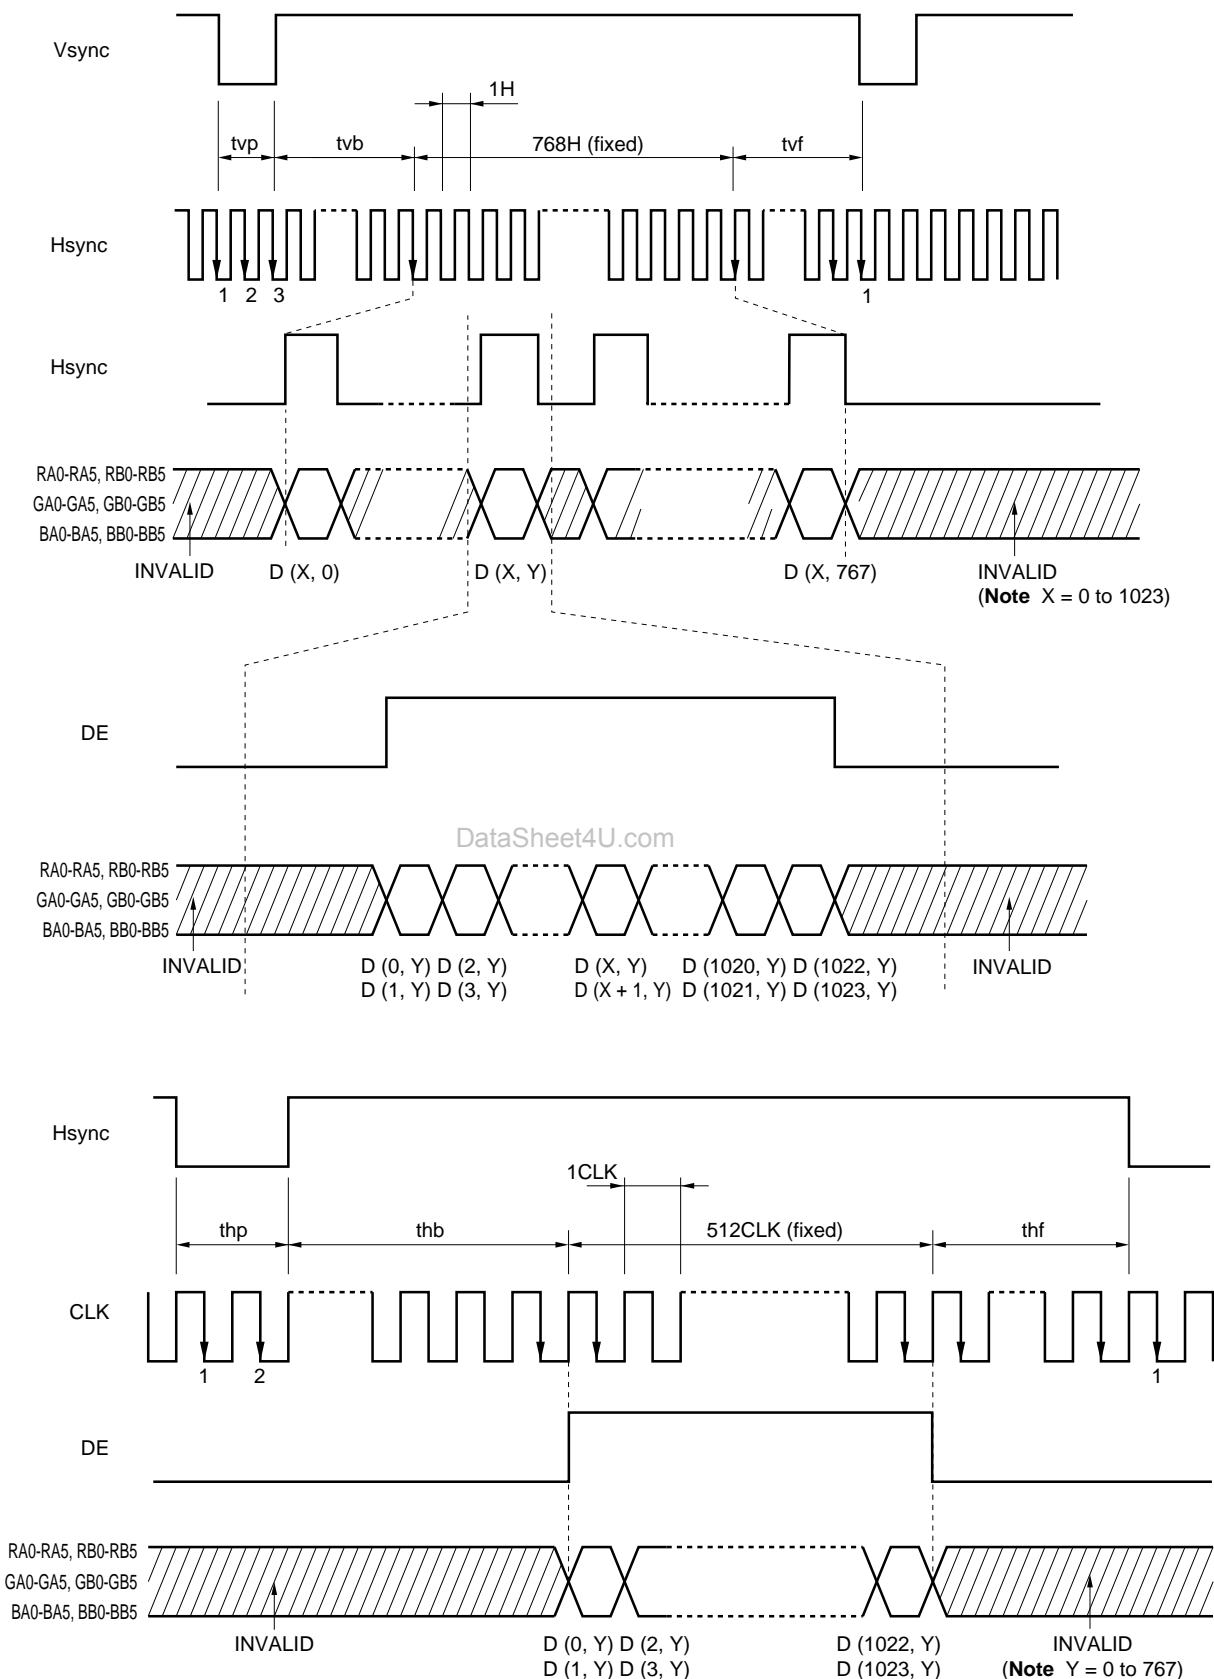 Vsync
1H
tvp tvb 768H (fixed) tvf
Hsync
1 2 3 1
Hsync
RA0-RA5, RB0-RB5
GA0-GA5, GB0-GB5
BA0-BA5, BB0-BB5
INVALID D (X, 0) D (X, Y) D (X, 767) INVALID
(Note X = 0 to 1023)
DE
DataSheet4U.com
RA0-RA5, RB0-RB5
GA0-GA5, GB0-GB5
BA0-BA5, BB0-BB5
INVALID D (0, Y) D (2, Y) D (X, Y) D (1020, Y) D (1022, Y) INVALID
D (1, Y) D (3, Y) D (X + 1, Y) D (1021, Y) D (1023, Y)
Hsync
1CLK
thp thb 512CLK (fixed) thf
CLK
1 2 1
DE
RA0-RA5, RB0-RB5
GA0-GA5, GB0-GB5
BA0-BA5, BB0-BB5
INVALID D (0, Y) D (2, Y) D (1022, Y) INVALID
D (1, Y) D (3, Y) D (1023, Y) (Note Y = 0 to 767)